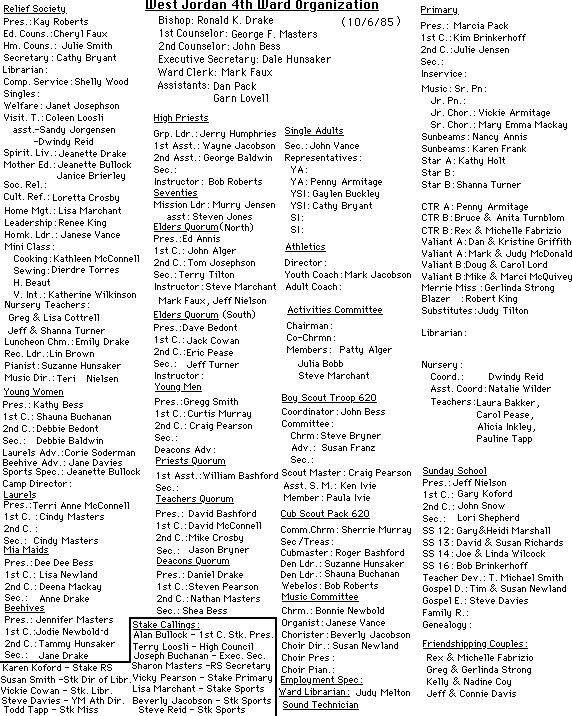 West Jordan 4th Ward Organization
(10/6/85)
Bishop: Ronald K. Drake
1st Counselor: George F. Masters
2nd Counselor: John Bess
Executive Secretary: Dale Hunsaker
Ward Clerk: Mark Faux
Assistants: Dan Pack
Garn Lovell
Relief Society
Pres.: Kay Roberts
Ed. Couns.: Cheryl Faux
Hm. Couns.: Julie Smith
Secretary: Cathy Bryant
Librarian:
Comp. Service: Shelly Wood
Singles:
Welfare: Janet Josephson
Visit. T.: Coleen Loosli
asst.-Sandy Jorgensen
-Dwindy Reid
Spirit. Liv.: Jeanette Drake
Mother Ed.: Jeanette Bullock
Janice Brierley
Soc. Rel.:
Cult. Ref.: Loretta Crosby
Home Mgt.: Lisa Marchant
Leadership: Renee King
Homk. Ldr.: Janese Vance
Mini Class:
Cooking: Kathleen McConnell
Sewing: Dierdre Torres
H. Beaut
V. Int.: Katherine Wilkinson
Nursery Teachers:
Greg & Lisa Cottrell
Jeff & Shanna Turner
Luncheon Chm.: Emily Drake
Rec. Ldr.: Lin Brown
Pianist: Suzanne Hunsaker
Music Dir.: Teri Nielsen
Young Women
Pres.: Kathy Bess
1st C.: Shauna Buchanan
2nd C.: Debbie Bedont
Sec.: Debbie Baldwin
Laurels Adv.: Corie Soderman
Beehive Adv.: Jane Davies
Sports Spec.: Jeanette Bullock
Camp Director:
Laurels
Pres.: Terri Anne McConnell
1st C. : Cindy Masters
2nd C. :
Sec.: Cindy Masters
Mia Maids
Pres.: Dee Dee Bess
1st C.: Lisa Newland
2nd C.: Deena Mackay
Sec.: Anne Drake
Beehives
Pres.: Jennifer Masters
1st C.: Jodie Newbold-d
2nd C.: Tammy Hunsaker
Sec.: Jane Drake
High Priests
Grp. Ldr.: Jerry Humphries
1st Asst.: Wayne Jacobson
2nd Asst.: George Baldwin
Sec.:
Instructor: Bob Roberts
Seventies
Mission Ldr: Murry Jensen
asst: Steven Jones
Elders Quorum (North)
Pres.: Ed Annis
1st C.: John Alger
2nd C.: Tom Josephson
Sec.: Terry Tilton
Instructor: Steve Marchant
Mark Faux, Jeff Nielson
Elders Quorum (South)
Pres.: Dave Bedont
1st C.: Jack Cowan
2nd C.: Eric Pease
Sec.: Jeff Turner
Instructor:
Young Men
Pres.: Gregg Smith
1st C.: Curtis Murray
2nd C.: Craig Pearson
Sec.:
Deacons Adv:
Priests Quorum
1st Asst.: William Bashford
Sec.:
Teachers Quorum
Pres.: David Bashford
1st C.: David McConnell
2nd C.: Mike Crosby
Sec.: Jason Bryner
Deacons Quorum
Pres.: Daniel Drake
1st C.: Steven Pearson
2nd C.: Nathan Masters
Sec.: Shea Bess
Single Adults
Sec.: John Vance
Representatives:
YA:
YA: Penny Armitage
YSI: Gaylen Buckley
YSI: Cathy Bryant
SI:
SI:
Athletics
Director:
Youth Coach: Mark Jacobson
Adult Coach:
Activities Committee
Chairman:
Co-Chrmn:
Members: Patty Alger
Julia Bobb
Steve Marchant
Boy Scout Troop 620
Coordinator: John Bess
Committee:
Chrm: Steve Bryner
Adv.: Susan Franz
Sec.:
Scout Master: Craig Pearson
Asst. S. M.: Ken Ivie
Member: Paula Ivie
Cub Scout Pack 620
Comm.Chrm: Sherrie Murray
Sec/Treas:
Cubmaster: Roger Bashford
Den Ldr.: Suzanne Hunsaker
Den Ldr.: Shauna Buchanan
Webelos: Bob Roberts
Music Committee
Chrm.: Bonnie Newbold
Organist: Janese Vance
Chorister: Beverly Jacobson
Choir Dir.: Susan Newland
Choir Pres:
Choir Pian.:
Employment Spec:
Ward Librarian: Judy Melton
Sound Technician
Primary
Pres.: Marcia Pack
1st C.: Kim Brinkerhoff
2nd C.: Julie Jensen
Sec.:
Inservice:
Music: Sr. Pn:
Jr. Pn.:
Jr. Chor.: Vickie Armitage
Sr. Chor.: Mary Emma Mackay
Sunbeams: Nancy Annis
Sunbeams: Karen Frank
Star A: Kathy Holt
Star B:
Star B: Shanna Turner
CTR A: Penny Armitage
CTR B: Bruce & Anita Turnblom
CTR B: Rex & Michelle Fabrizio
Valiant A: Dan & Kristine Griffith
Valiant A: Mark & Judy McDonald
Valiant B: Doug & Carol Lord
Valiant B: Mike & Marci McQuivey
Merrie Miss: Gerlinda Strong
Blazer : Robert King
Substitutes: Judy Tilton
Librarian:
Nursery:
Coord.: Dwindy Reid
Asst. Coord: Natalie Wilder
Teachers: Laura Bakker,
Carol Pease,
Alicia Inkley,
Pauline Tapp
Sunday School
Pres.: Jeff Nielson
1st C.: Gary Koford
2nd C.: John Snow
Sec.: Lori Shepherd
SS 12: Gary&Heidi Marshall
SS 13: David & Susan Richards
SS 14: Joe & Linda Wilcock
SS 16: Bob Brinkerhoff
Teacher Dev.: T. Michael Smith
Gospel D.: Tim & Susan Newland
Gospel E.: Steve Davies
Family R.:
Genealogy:
Friendshipping Couples:
Rex & Michelle Fabrizio
Greg & Gerlinda Strong
Kelly & Nadine Coy
Jeff & Connie Davis
Stake Callings:
Alan Bullock - 1st C. Stk. Pres.
Terry Loosli - High Council
Joseph Buchanan - Exec. Sec.
Sharon Masters -RS Secretary
Vicky Pearson - Stake Primary
Lisa Marchant - Stake Sports
Beverly Jacobson - Stk Sports
Steve Reid - Stk Sports
Karen Koford - Stake RS
Susan Smith -Stk Dir of Libr.
Vickie Cowan - Stk. Libr.
Steve Davies - YM Ath Dir.
Todd Tapp - Stk Miss